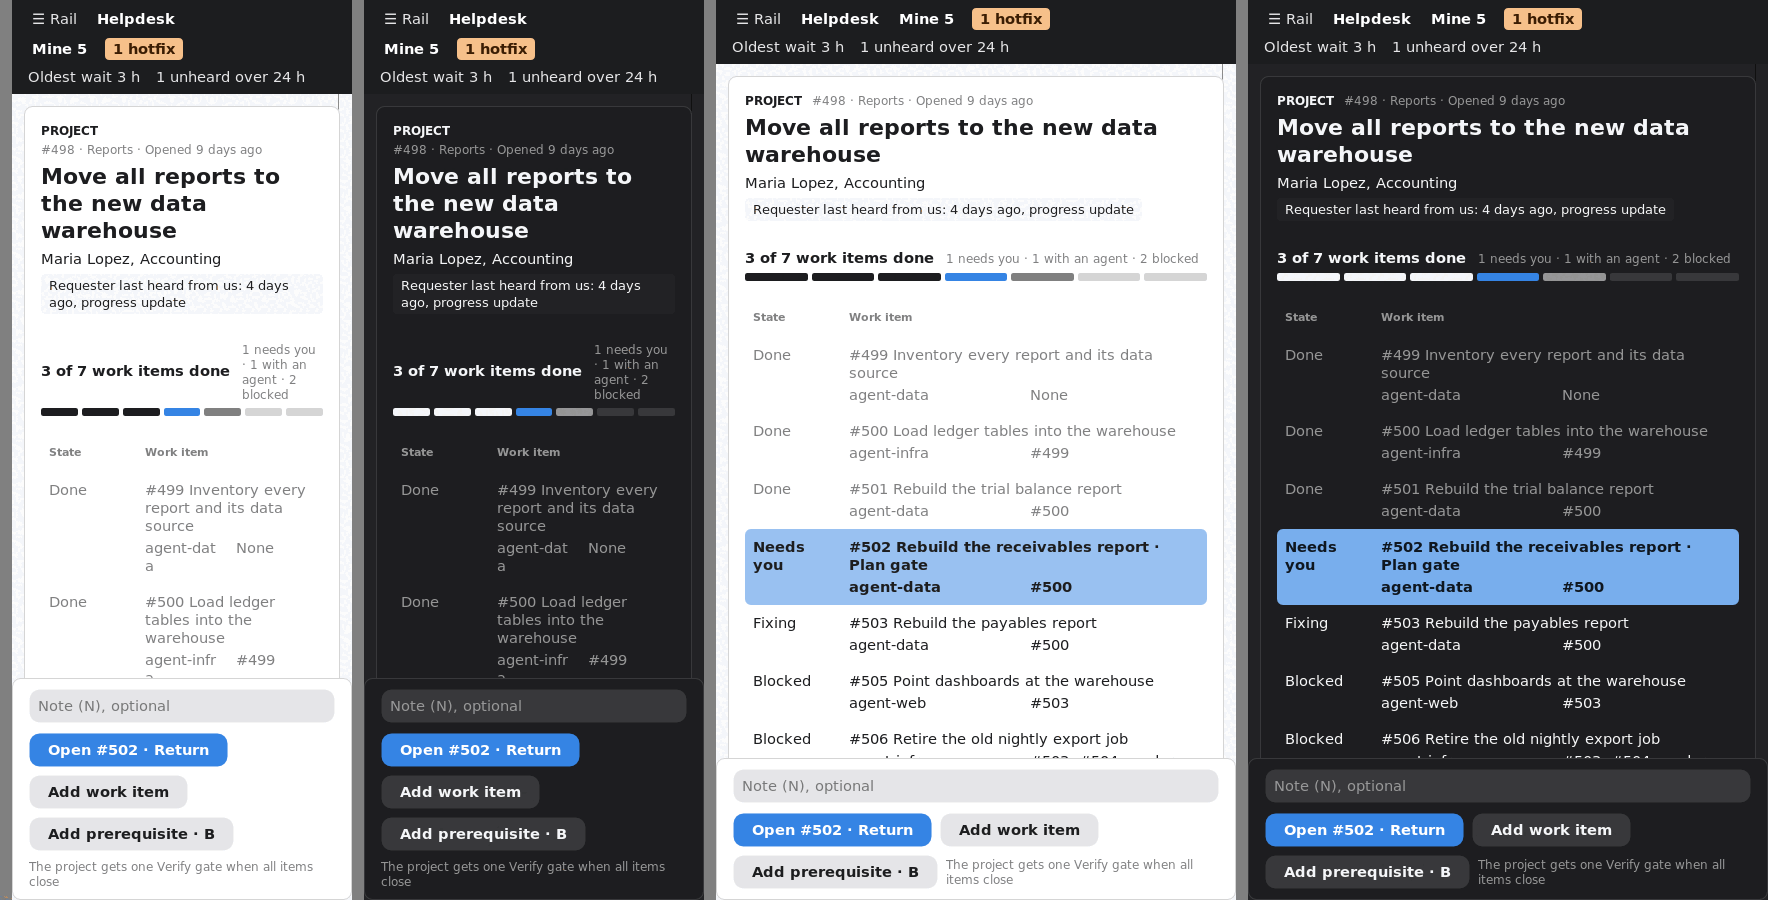 ☰ Rail Helpdesk
Mine 5 1 hotfix
Oldest wait 3 h 1 unheard over 24 h
PROJECT
#498 · Reports · Opened 9 days ago
Move all reports to
the new data
warehouse
Maria Lopez, Accounting
Requester last heard from us: 4 days
ago, progress update
3 of 7 work items done
1 needs you
· 1 with an
agent · 2
blocked
State Work item
Done #499 Inventory every
report and its data
source
agent-dat None
a
Done #500 Load ledger
tables into the
warehouse
agent-infr #499
Note (N), optional
Open #502 · Return
Add work item
Add prerequisite · B
The project gets one Verify gate when all items
close
☰ Rail Helpdesk
Mine 5 1 hotfix
Oldest wait 3 h 1 unheard over 24 h
PROJECT
#498 · Reports · Opened 9 days ago
Move all reports to
the new data
warehouse
Maria Lopez, Accounting
Requester last heard from us: 4 days
ago, progress update
3 of 7 work items done
1 needs you
· 1 with an
agent · 2
blocked
State Work item
Done #499 Inventory every
report and its data
source
agent-dat None
a
Done #500 Load ledger
tables into the
warehouse
agent-infr #499
Note (N), optional
Open #502 · Return
Add work item
Add prerequisite · B
The project gets one Verify gate when all items
close
☰ Rail Helpdesk Mine 5 1 hotfix
Oldest wait 3 h 1 unheard over 24 h
PROJECT #498 · Reports · Opened 9 days ago
Move all reports to the new data
warehouse
Maria Lopez, Accounting
Requester last heard from us: 4 days ago, progress update
3 of 7 work items done 1 needs you · 1 with an agent · 2 blocked
State Work item
Done #499 Inventory every report and its data
source
agent-data None
Done #500 Load ledger tables into the warehouse
agent-infra #499
Done #501 Rebuild the trial balance report
agent-data #500
Needs #502 Rebuild the receivables report ·
you Plan gate
agent-data #500
Fixing #503 Rebuild the payables report
agent-data #500
Blocked #505 Point dashboards at the warehouse
agent-web #503
Blocked #506 Retire the old nightly export job
Note (N), optional
Open #502 · Return Add work item
Add prerequisite · B The project gets one Verify gate when all
items close
☰ Rail Helpdesk Mine 5 1 hotfix
Oldest wait 3 h 1 unheard over 24 h
PROJECT #498 · Reports · Opened 9 days ago
Move all reports to the new data
warehouse
Maria Lopez, Accounting
Requester last heard from us: 4 days ago, progress update
3 of 7 work items done 1 needs you · 1 with an agent · 2 blocked
State Work item
Done #499 Inventory every report and its data
source
agent-data None
Done #500 Load ledger tables into the warehouse
agent-infra #499
Done #501 Rebuild the trial balance report
agent-data #500
Needs #502 Rebuild the receivables report ·
you Plan gate
agent-data #500
Fixing #503 Rebuild the payables report
agent-data #500
Blocked #505 Point dashboards at the warehouse
agent-web #503
Blocked #506 Retire the old nightly export job
Note (N), optional
Open #502 · Return Add work item
Add prerequisite · B The project gets one Verify gate when all
items close